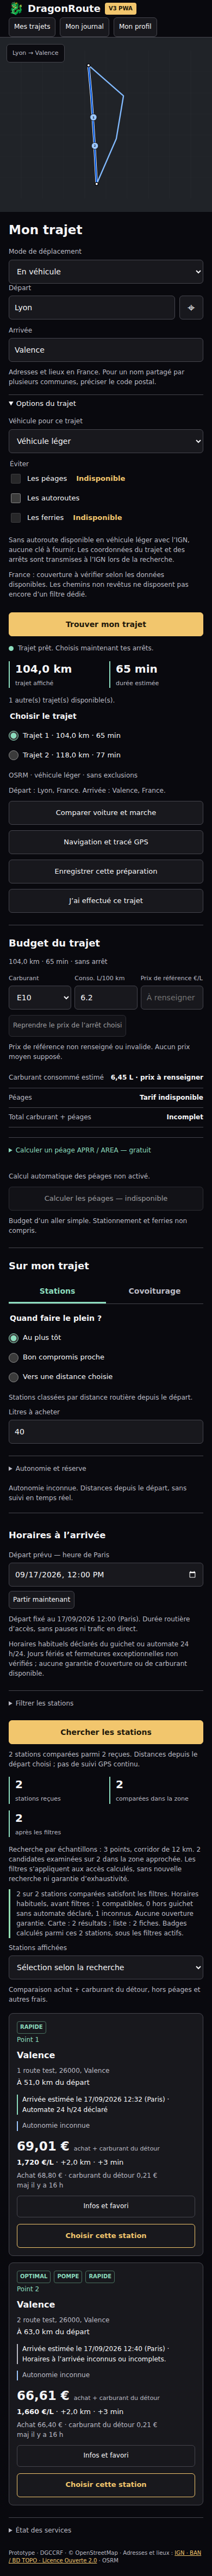 DragonRoute V3 PWA
Mes trajets Mon journal Mon profil
Lyon → Valence
Mon trajet
Mode de déplacement
En véhicule
Départ
Lyon
Arrivée
Valence
Adresses et lieux en France. Pour un nom partagé par
plusieurs communes, préciser le code postal.
▼ Options du trajet
Véhicule pour ce trajet
Véhicule léger
Éviter
Les péages Indisponible
Les autoroutes
Les ferries Indisponible
Sans autoroute disponible en véhicule léger avec l’IGN,
aucune clé à fournir. Les coordonnées du trajet et des
arrêts sont transmises à l’IGN lors de la recherche.
France : couverture à vérifier selon les données
disponibles. Les chemins non revêtus ne disposent pas
encore d’un filtre dédié.
Trouver mon trajet
Trajet prêt. Choisis maintenant tes arrêts.
104,0 km
trajet affiché
65 min
durée estimée
1 autre(s) trajet(s) disponible(s).
Choisir le trajet
Trajet 1 · 104,0 km · 65 min
Trajet 2 · 118,0 km · 77 min
OSRM · véhicule léger · sans exclusions
Départ : Lyon, France. Arrivée : Valence, France.
Comparer voiture et marche
Navigation et tracé GPS
Enregistrer cette préparation
J’ai effectué ce trajet
Budget du trajet
104,0 km · 65 min · sans arrêt
Carburant Conso. L/100 km Prix de référence €/L
E10 6.2 À renseigner
Reprendre le prix de l’arrêt choisi
Prix de référence non renseigné ou invalide. Aucun prix
moyen supposé.
Carburant consommé estimé 6,45 L · prix à renseigner
Péages Tarif indisponible
Total carburant + péages Incomplet
▶ Calculer un péage APRR / AREA — gratuit
Calcul automatique des péages non activé.
Calculer les péages — indisponible
Budget d’un aller simple. Stationnement et ferries non
compris.
Sur mon trajet
Stations Covoiturage
Quand faire le plein ?
Au plus tôt
Bon compromis proche
Vers une distance choisie
Stations classées par distance routière depuis le départ.
Litres à acheter
40
▶ Autonomie et réserve
Autonomie inconnue. Distances depuis le départ, sans
suivi en temps réel.
Horaires à l’arrivée
Départ prévu — heure de Paris
09/17/2026, 12:00 PM
Partir maintenant
Départ fixé au 17/09/2026 12:00 (Paris). Durée routière
d’accès, sans pauses ni trafic en direct.
Horaires habituels déclarés du guichet ou automate 24
h/24. Jours fériés et fermetures exceptionnelles non
vérifiés ; aucune garantie d’ouverture ou de carburant
disponible.
▶ Filtrer les stations
Chercher les stations
2 stations comparées parmi 2 reçues. Distances depuis le
départ choisi ; pas de suivi GPS continu.
2
stations reçues
2
comparées dans la zone
2
après les filtres
Recherche par échantillons : 3 points, corridor de 12 km. 2
candidates examinées sur 2 dans la zone approchée. Les
filtres s’appliquent aux accès calculés, sans nouvelle
recherche ni garantie d’exhaustivité.
2 sur 2 stations comparées satisfont les filtres. Horaires
habituels, avant filtres : 1 compatibles, 0 hors guichet
sans automate déclaré, 1 inconnus. Aucune ouverture
garantie. Carte : 2 résultats ; liste : 2 fiches. Badges
calculés parmi ces 2 stations, sous les filtres actifs.
Stations affichées
Sélection selon la recherche
Comparaison achat + carburant du détour, hors péages et
autres frais.
RAPIDE
Point 1
Valence
1 route test, 26000, Valence
À 51,0 km du départ
Arrivée estimée le 17/09/2026 12:32 (Paris) ·
Automate 24 h/24 déclaré
Autonomie inconnue
69,01 € achat + carburant du détour
1,720 €/L · +2,0 km · +3 min
Achat 68,80 € · carburant du détour 0,21 €
maj il y a 16 h
Infos et favori
Choisir cette station
OPTIMAL POMPE RAPIDE
Point 2
Valence
2 route test, 26000, Valence
À 63,0 km du départ
Arrivée estimée le 17/09/2026 12:40 (Paris) ·
Horaires à l’arrivée inconnus ou incomplets.
Autonomie inconnue
66,61 € achat + carburant du détour
1,660 €/L · +2,0 km · +3 min
Achat 66,40 € · carburant du détour 0,21 €
maj il y a 16 h
Infos et favori
Choisir cette station
▶ État des services
Prototype · DGCCRF · © OpenStreetMap · Adresses et lieux : IGN · BAN
/ BD TOPO · Licence Ouverte 2.0 · OSRM